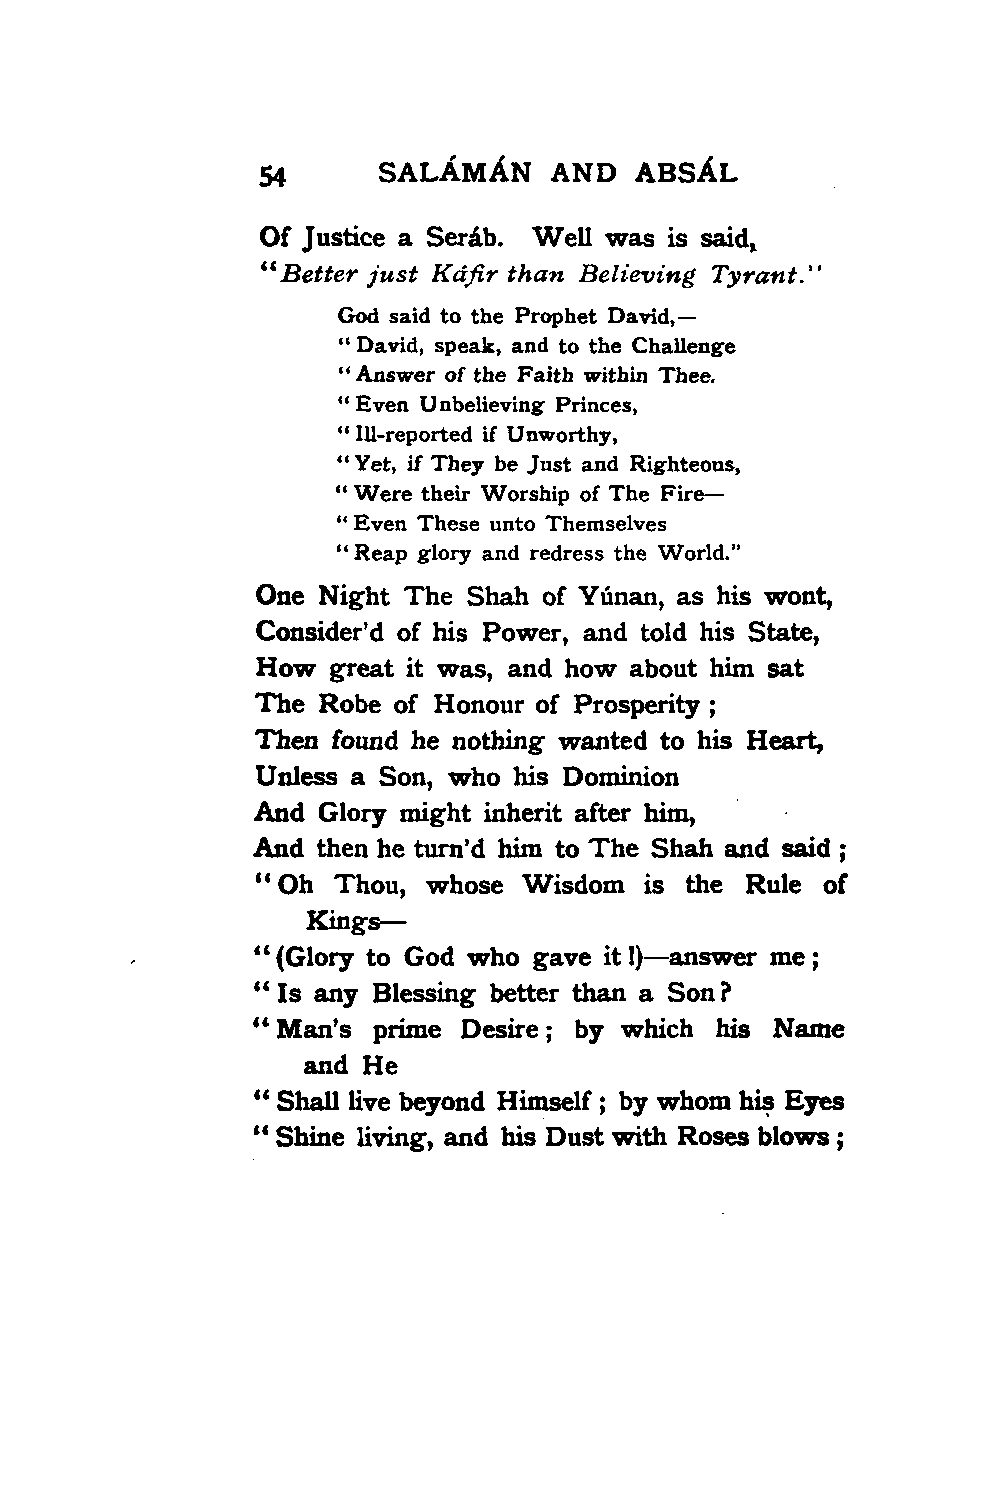 54 SALÁMÁN AND ABSÁL
Of Justice a Seráb. Well was is said,
"Better just Káfir than Believing Tyrant."
God said to the Prophet David,—
"David, speak, and to the Challenge
"Answer of the Faith within Thee.
"Even Unbelieving Princes,
"Ill-reported if Unworthy,
"Yet, if They be Just and Righteous,
"Were their Worship of The Fire—
"Even These unto Themselves
"Reap glory and redress the World."
One Night The Shah of Yúnan, as his wont,
Consider'd of his Power, and told his State,
How great it was, and how about him sat
The Robe of Honour of Prosperity;
Then found he nothing wanted to his Heart,
Unless a Son, who his Dominion
And Glory might inherit after him,
And then he turn'd him to The Shah and said;
"Oh Thou, whose Wisdom is the Rule of
Kings—
"(Glory to God who gave it!)—answer me;
"Is any Blessing better than a Son?
"Man's prime Desire; by which his Name
and He
"Shall live beyond Himself; by whom his Eyes
"Shine living, and his Dust with Roses blows;